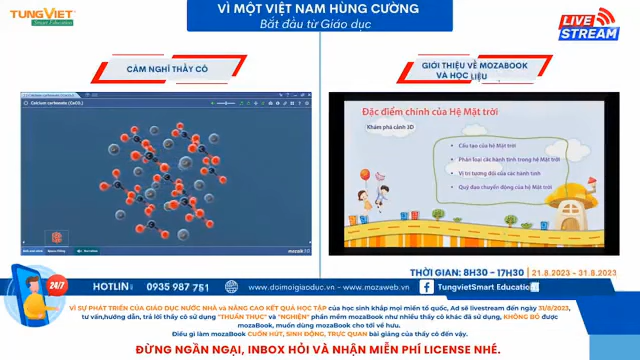 TUNGVIET
Smart Education
VÌ MỘT VIỆT NAM HÙNG CƯỜNG
Bắt đầu từ Giáo dục
LIVE
STREAM
CẢM NGHĨ THẦY CÔ
GIỚI THIỆU VỀ MOZABOOK
VÀ HỌC LIỆU
Calcium carbonate (CaCO₃)
Calcium carbonate (CaCO₃)
mozaik3D
Đặc điểm chính của Hệ Mặt trời
Khám phá cảnh 3D
• Cấu tạo của hệ Mặt trời
• Phân loại các hành tinh trong hệ Mặt trời
• Vị trí tương đối của các hành tinh
• Quỹ đạo chuyển động của hệ Mặt trời
THỜI GIAN: 8H30 - 17H30 | 21.8.2023 - 31.8.2023
24/7
HOTLIN
0935 987 751
www.doimoigiaoduc.vn - www.mozaweb.vn
TungvietSmart Education
VÌ SỰ PHÁT TRIỂN CỦA GIÁO DỤC NƯỚC NHÀ VÀ NÂNG CAO KẾT QUẢ HỌC TẬP của học sinh khắp mọi miền tổ quốc, Ad sẽ livestream đến ngày 31/8/2023,
tư vấn,hướng dẫn, trả lời thầy cô sử dụng "THUẦN THỤC" và "NGHIỆN" phần mềm mozaBook như nhiều thầy cô khác đã sử dụng, KHÔNG BỎ được
mozaBook, muốn dùng mozaBook cho tới về hưu.
Điều gì làm mozaBook CUỐN HÚT, SINH ĐỘNG, TRỰC QUAN bài giảng của thầy cô đến vậy.
ĐỪNG NGẦN NGẠI, INBOX HỎI VÀ NHẬN MIỄN PHÍ LICENSE NHÉ.